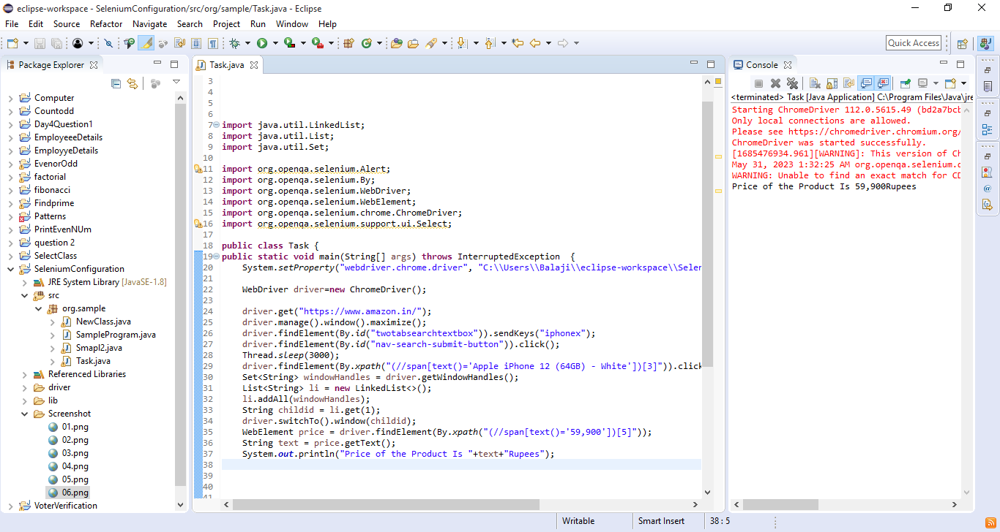 eclipse-workspace - SeleniumConfiguration/src/org/sample/Task.java - Eclipse
File Edit Source Refactor Navigate Search Project Run Window Help
Quick Access
Package Explorer
Computer
Countodd
Day4Question1
EmployeeeDetails
EmployyeDetails
EvenorOdd
factorial
fibonacci
Findprime
Patterns
PrintEvenNUm
question 2
SelectClass
SeleniumConfiguration
JRE System Library [JavaSE-1.8]
src
org.sample
NewClass.java
SampleProgram.java
Smapl2.java
Task.java
Referenced Libraries
driver
lib
Screenshot
01.png
02.png
03.png
04.png
05.png
06.png
VoterVerification
Task.java
3
4
5
6
7 import java.util.LinkedList;
8 import java.util.List;
9 import java.util.Set;
10
11 import org.openqa.selenium.Alert;
12 import org.openqa.selenium.By;
13 import org.openqa.selenium.WebDriver;
14 import org.openqa.selenium.WebElement;
15 import org.openqa.selenium.chrome.ChromeDriver;
16 import org.openqa.selenium.support.ui.Select;
17
18 public class Task {
19 public static void main(String[] args) throws InterruptedException {
20 System.setProperty("webdriver.chrome.driver", "C:\\Users\\Balaji\\eclipse-workspace\\Selen
21
22 WebDriver driver=new ChromeDriver();
23
24 driver.get("https://www.amazon.in/");
25 driver.manage().window().maximize();
26 driver.findElement(By.id("twotabsearchtextbox")).sendKeys("iphonex");
27 driver.findElement(By.id("nav-search-submit-button")).click();
28 Thread.sleep(3000);
29 driver.findElement(By.xpath("(//span[text()='Apple iPhone 12 (64GB) - White'])[3]")).click
30 Set<String> windowHandles = driver.getWindowHandles();
31 List<String> li = new LinkedList<>();
32 li.addAll(windowHandles);
33 String childid = li.get(1);
34 driver.switchTo().window(childid);
35 WebElement price = driver.findElement(By.xpath("(//span[text()='59,900'])[5]"));
36 String text = price.getText();
37 System.out.println("Price of the Product Is "+text+"Rupees");
38
39
40
41
Console
<terminated> Task [Java Application] C:\Program Files\Java\jre
Starting ChromeDriver 112.0.5615.49 (bd2a7bcb
Only local connections are allowed.
Please see https://chromedriver.chromium.org/
ChromeDriver was started successfully.
[1685476934.961][WARNING]: This version of Ch
May 31, 2023 1:32:25 AM org.openqa.selenium.d
WARNING: Unable to find an exact match for CD
Price of the Product Is 59,900Rupees
Writable
Smart Insert
38 : 5